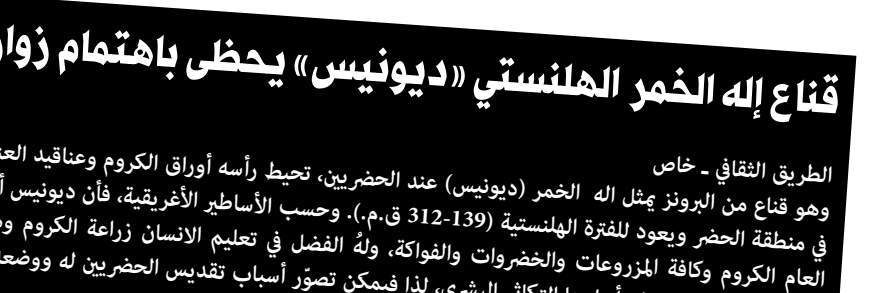 قناع إله الخمر الهلنستي «ديونيس» يحظى باهتمام
الطريق الثقافي ـ خاص
وهو قناع من البرونز يمثل اله الخمر (ديونيس) عند الحضريين، تحيط رأسه أوراق الكروم وعناقيد
في منطقة الحضر ويعود للفترة الهلنستية (139-312 ق.م.). وحسب الأساطير الأغريقية، فأن ديونيس
العام الكروم وكافة المزروعات والخضروات والفواكة، ولهُ الفضل في تعليم الانسان زراعة الكروم
التكاثر البشري، لذا فيمكن تصوّر أسباب تقديس الحضريين له